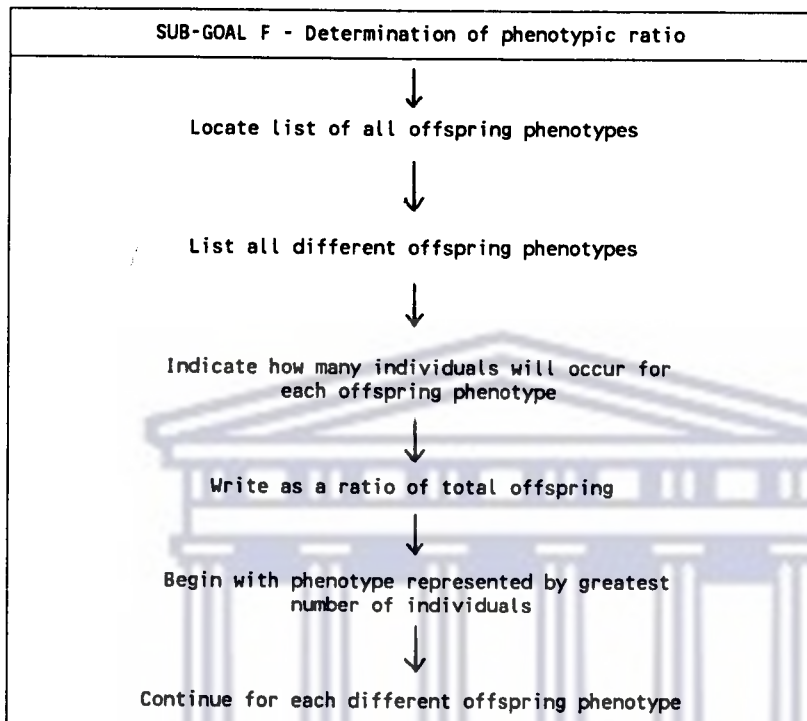 SUB-GOAL F - Determination of phenotypic ratio
Locate list of all offspring phenotypes
List all different offspring phenotypes
Indicate how many individuals will occur for
each offspring phenotype
Write as a ratio of total offspring
Begin with phenotype represented by greatest
number of individuals
Continue for each different offspring phenotype